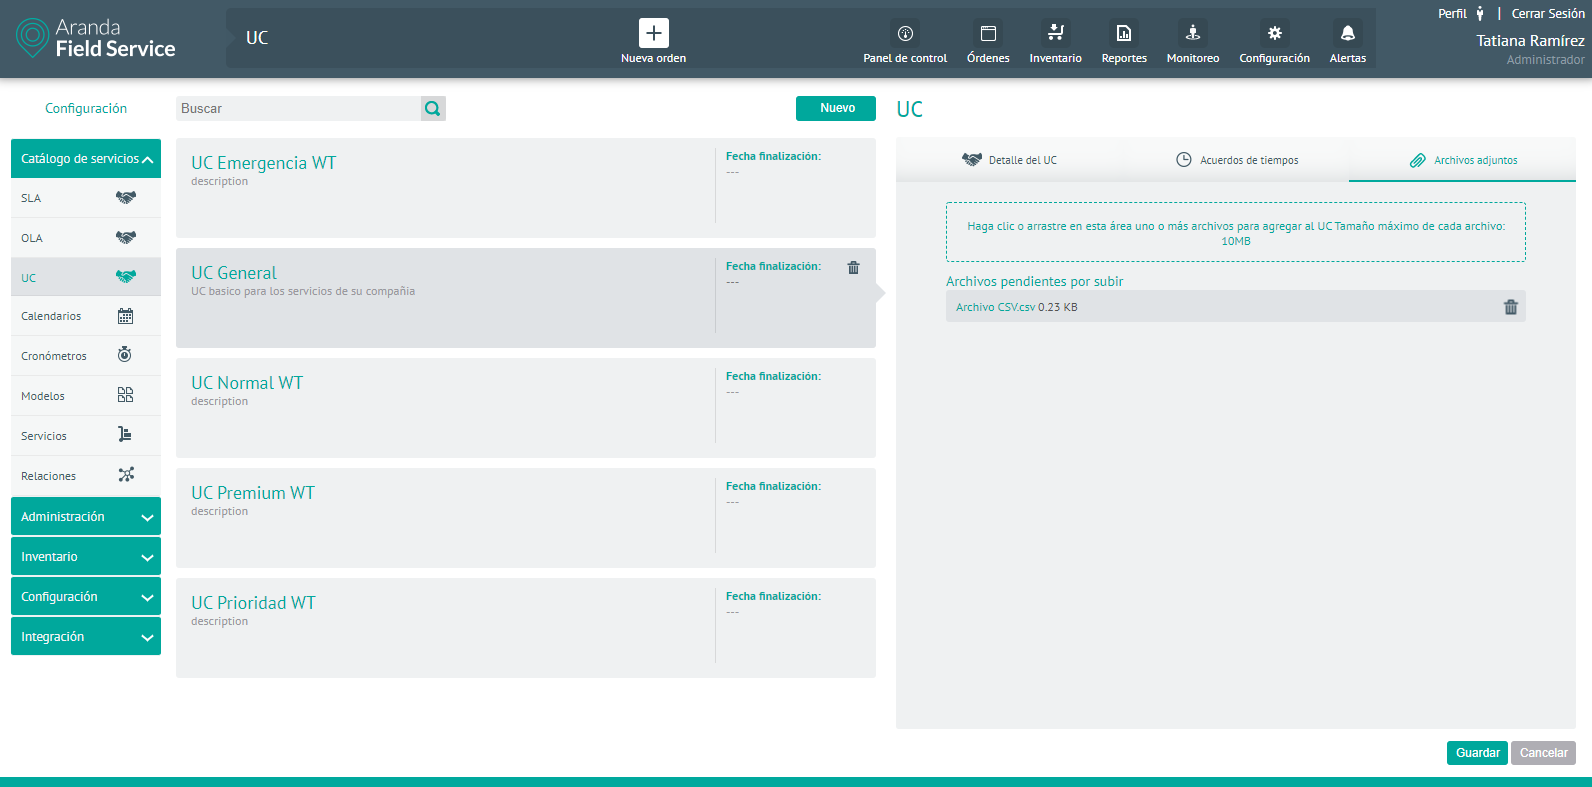 Aranda
Field Service
UC
Nueva orden
Panel de control
Órdenes
Inventario
Reportes
Monitoreo
Configuración
Alertas
Perfil | Cerrar Sesión
Tatiana Ramírez
Administrador
Configuración
Buscar
Nuevo
UC
Catálogo de servicios
SLA
OLA
UC
Calendarios
Cronómetros
Modelos
Servicios
Relaciones
Administración
Inventario
Configuración
Integración
UC Emergencia WT
description
Fecha finalización:
---
UC General
UC basico para los servicios de su compañia
Fecha finalización:
---
UC Normal WT
description
Fecha finalización:
---
UC Premium WT
description
Fecha finalización:
---
UC Prioridad WT
description
Fecha finalización:
---
Detalle del UC
Acuerdos de tiempos
Archivos adjuntos
Haga clic o arrastre en esta área uno o más archivos para agregar al UC Tamaño máximo de cada archivo:
10MB
Archivos pendientes por subir
Archivo CSV.csv 0.23 KB
Guardar
Cancelar